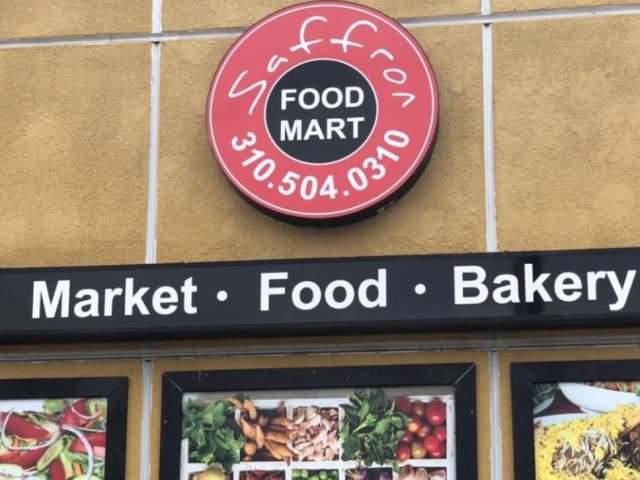 Saffron
FOOD
MART
310.504.0310
Market · Food · Bakery